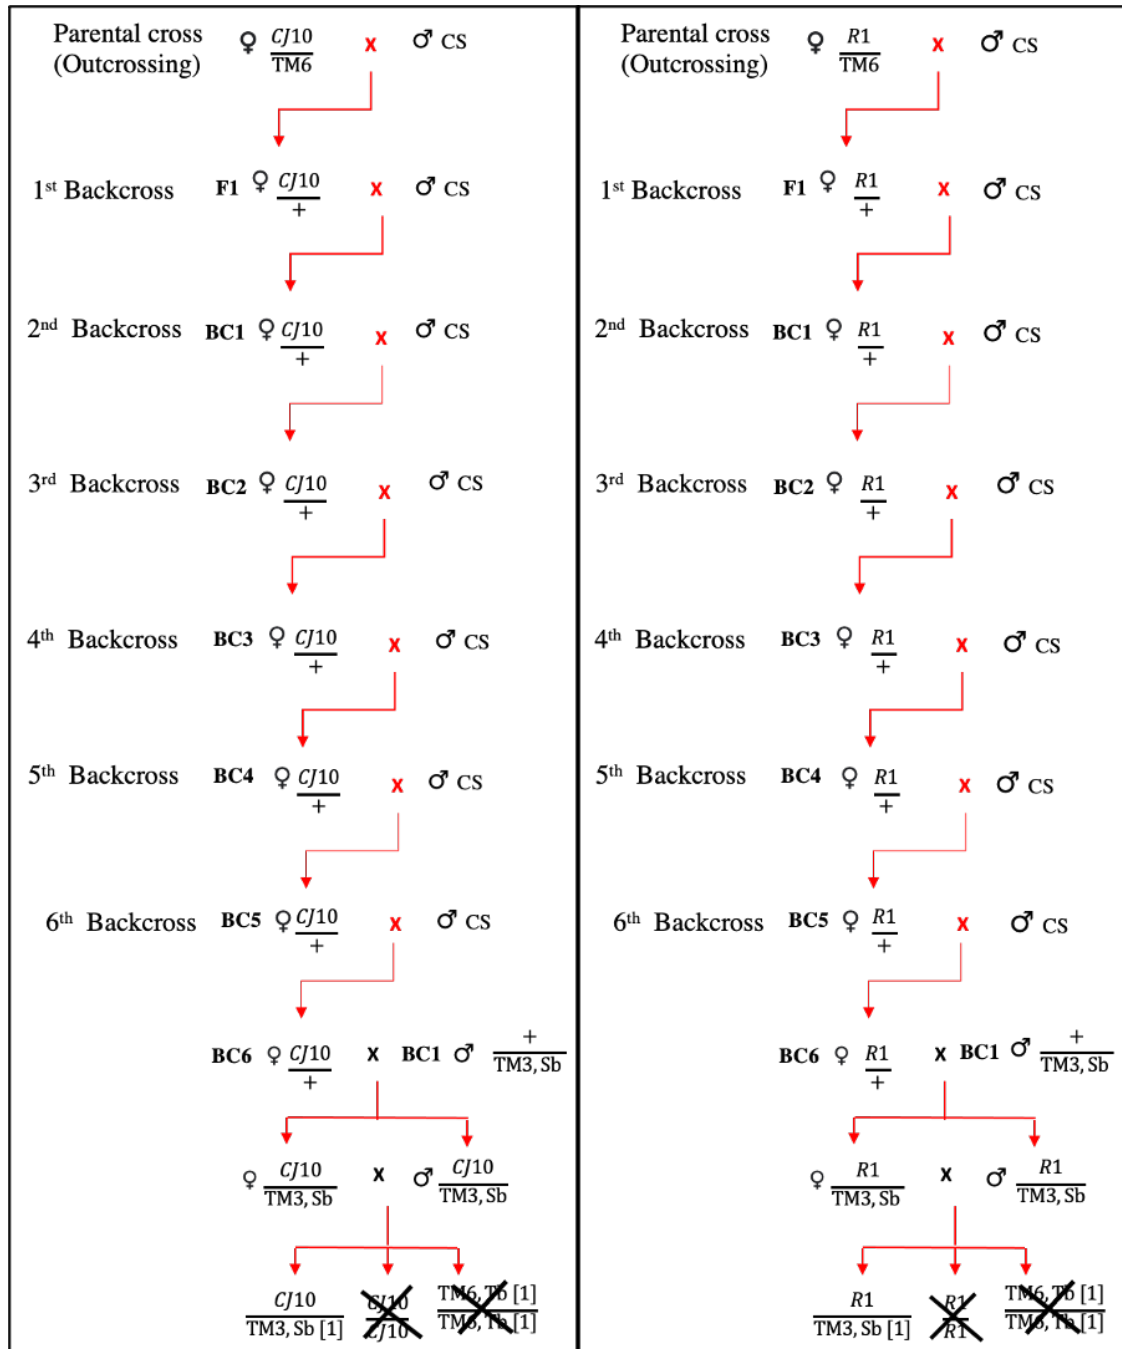 Parental cross ♀ CJ10 x ♂ CS
(Outcrossing) TM6
1st Backcross F1 ♀ CJ10 x ♂ CS
+
2nd Backcross BC1 ♀ CJ10 x ♂ CS
+
3rd Backcross BC2 ♀ CJ10 x ♂ CS
+
4th Backcross BC3 ♀ CJ10 x ♂ CS
+
5th Backcross BC4 ♀ CJ10 x ♂ CS
+
6th Backcross BC5 ♀ CJ10 x ♂ CS
+
BC6 ♀ CJ10 x BC1 ♂ +
+ TM3, Sb
♀ CJ10 x ♂ CJ10
TM3, Sb TM3, Sb
CJ10 CJ10 TM6, Tb [1]
TM3, Sb [1] CJ10 TM6, Tb [1]
Parental cross ♀ R1 x ♂ CS
(Outcrossing) TM6
1st Backcross F1 ♀ R1 x ♂ CS
+
2nd Backcross BC1 ♀ R1 x ♂ CS
+
3rd Backcross BC2 ♀ R1 x ♂ CS
+
4th Backcross BC3 ♀ R1 x ♂ CS
+
5th Backcross BC4 ♀ R1 x ♂ CS
+
6th Backcross BC5 ♀ R1 x ♂ CS
+
BC6 ♀ R1 x BC1 ♂ +
+ TM3, Sb
♀ R1 x ♂ R1
TM3, Sb TM3, Sb
R1 R1 TM6, Tb [1]
TM3, Sb [1] R1 TM6, Tb [1]